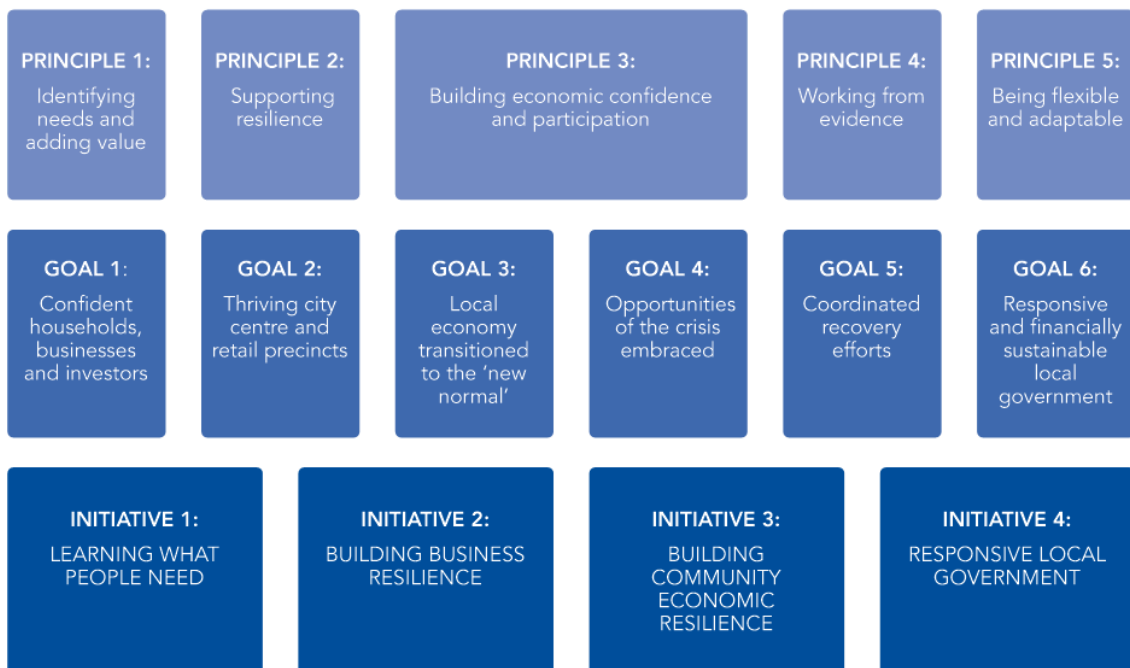 PRINCIPLE 1:
Identifying
needs and
adding value
PRINCIPLE 2:
Supporting
resilience
PRINCIPLE 3:
Building economic confidence
and participation
PRINCIPLE 4:
Working from
evidence
PRINCIPLE 5:
Being flexible
and adaptable
GOAL 1:
Confident
households,
businesses
and investors
GOAL 2:
Thriving city
centre and
retail precincts
GOAL 3:
Local
economy
transitioned
to the ‘new
normal’
GOAL 4:
Opportunities
of the crisis
embraced
GOAL 5:
Coordinated
recovery
efforts
GOAL 6:
Responsive
and financially
sustainable
local
government
INITIATIVE 1:
LEARNING WHAT
PEOPLE NEED
INITIATIVE 2:
BUILDING BUSINESS
RESILIENCE
INITIATIVE 3:
BUILDING
COMMUNITY
ECONOMIC
RESILIENCE
INITIATIVE 4:
RESPONSIVE LOCAL
GOVERNMENT